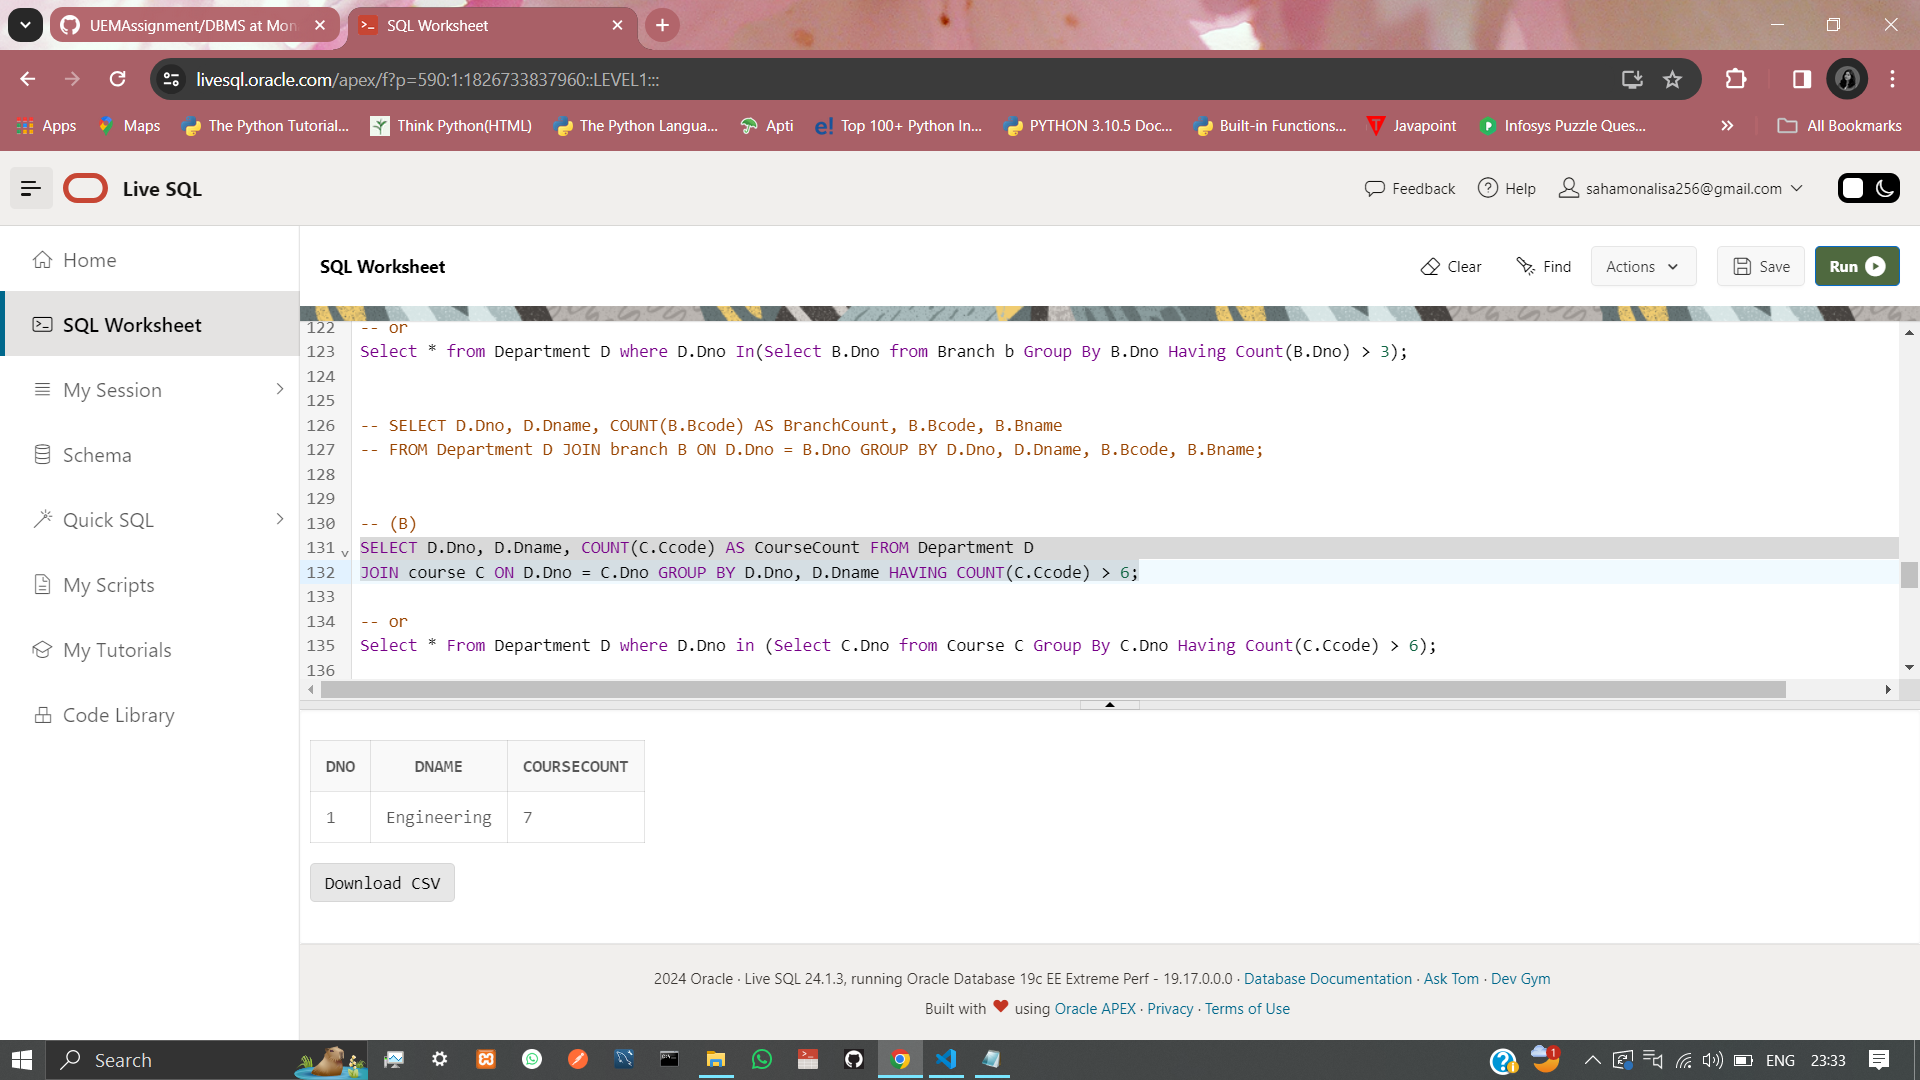 UEMAssignment/DBMS at Mon
SQL Worksheet
livesql.oracle.com/apex/f?p=590:1:1826733837960::LEVEL1:::
Apps
Maps
The Python Tutorial...
Think Python(HTML)
The Python Langua...
Apti
Top 100+ Python In...
PYTHON 3.10.5 Doc...
Built-in Functions...
Javapoint
Infosys Puzzle Ques...
All Bookmarks
Live SQL
Feedback
Help
sahamonalisa256@gmail.com
Home
SQL Worksheet
My Session
Schema
Quick SQL
My Scripts
My Tutorials
Code Library
SQL Worksheet
Clear
Find
Actions
Save
Run
122 -- or
123 Select * from Department D where D.Dno In(Select B.Dno from Branch b Group By B.Dno Having Count(B.Dno) > 3);
124
125
126 -- SELECT D.Dno, D.Dname, COUNT(B.Bcode) AS BranchCount, B.Bcode, B.Bname
127 -- FROM Department D JOIN branch B ON D.Dno = B.Dno GROUP BY D.Dno, D.Dname, B.Bcode, B.Bname;
128
129
130 -- (B)
131 SELECT D.Dno, D.Dname, COUNT(C.Ccode) AS CourseCount FROM Department D
132 JOIN course C ON D.Dno = C.Dno GROUP BY D.Dno, D.Dname HAVING COUNT(C.Ccode) > 6;
133
134 -- or
135 Select * From Department D where D.Dno in (Select C.Dno from Course C Group By C.Dno Having Count(C.Ccode) > 6);
136
DNO DNAME COURSECOUNT
1 Engineering 7
Download CSV
2024 Oracle · Live SQL 24.1.3, running Oracle Database 19c EE Extreme Perf - 19.17.0.0.0 · Database Documentation · Ask Tom · Dev Gym
Built with ❤ using Oracle APEX · Privacy · Terms of Use
Search
1
ENG
23:33